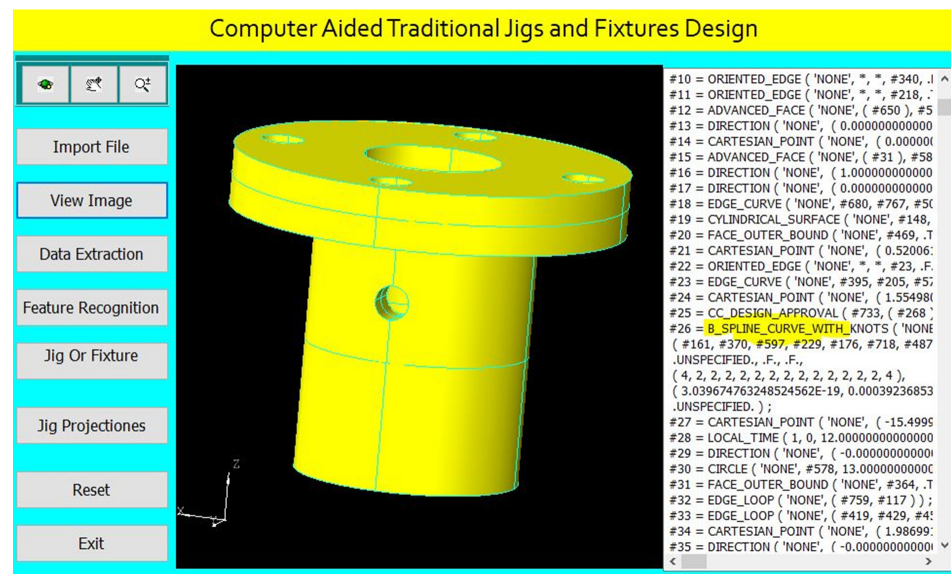 Computer Aided Traditional Jigs and Fixtures Design
Import File
View Image
Data Extraction
Feature Recognition
Jig Or Fixture
Jig Projectiones
Reset
Exit
Z
X
Y
#10 = ORIENTED_EDGE ( 'NONE', *, *, #340, .
#11 = ORIENTED_EDGE ( 'NONE', *, *, #218, .
#12 = ADVANCED_FACE ( 'NONE', ( #650 ), #5
#13 = DIRECTION ( 'NONE', ( 0.000000000000
#14 = CARTESIAN_POINT ( 'NONE', ( 0.000000
#15 = ADVANCED_FACE ( 'NONE', ( #31 ), #58
#16 = DIRECTION ( 'NONE', ( 1.000000000000
#17 = DIRECTION ( 'NONE', ( 0.000000000000
#18 = EDGE_CURVE ( 'NONE', #680, #767, #50
#19 = CYLINDRICAL_SURFACE ( 'NONE', #148,
#20 = FACE_OUTER_BOUND ( 'NONE', #469, .T
#21 = CARTESIAN_POINT ( 'NONE', ( 0.52006
#22 = ORIENTED_EDGE ( 'NONE', *, *, #23, .F.
#23 = EDGE_CURVE ( 'NONE', #395, #205, #57
#24 = CARTESIAN_POINT ( 'NONE', ( 1.554980
#25 = CC_DESIGN_APPROVAL ( #733, ( #268 )
#26 = B_SPLINE_CURVE_WITH_KNOTS ( 'NONE
( #161, #370, #597, #229, #176, #718, #487
.UNSPECIFIED., .F., .F.,
( 4, 2, 2, 2, 2, 2, 2, 2, 2, 2, 2, 2, 2, 2, 4 ),
( 3.039674763248524562E-19, 0.00039236853
.UNSPECIFIED. ) ;
#27 = CARTESIAN_POINT ( 'NONE', ( -15.4999
#28 = LOCAL_TIME ( 1, 0, 12.00000000000000
#29 = DIRECTION ( 'NONE', ( -0.00000000000
#30 = CIRCLE ( 'NONE', #578, 13.0000000000
#31 = FACE_OUTER_BOUND ( 'NONE', #364, .T
#32 = EDGE_LOOP ( 'NONE', ( #759, #117 ) ) ;
#33 = EDGE_LOOP ( 'NONE', ( #419, #429, #45
#34 = CARTESIAN_POINT ( 'NONE', ( 1.98699
#35 = DIRECTION ( 'NONE', ( -0.00000000000